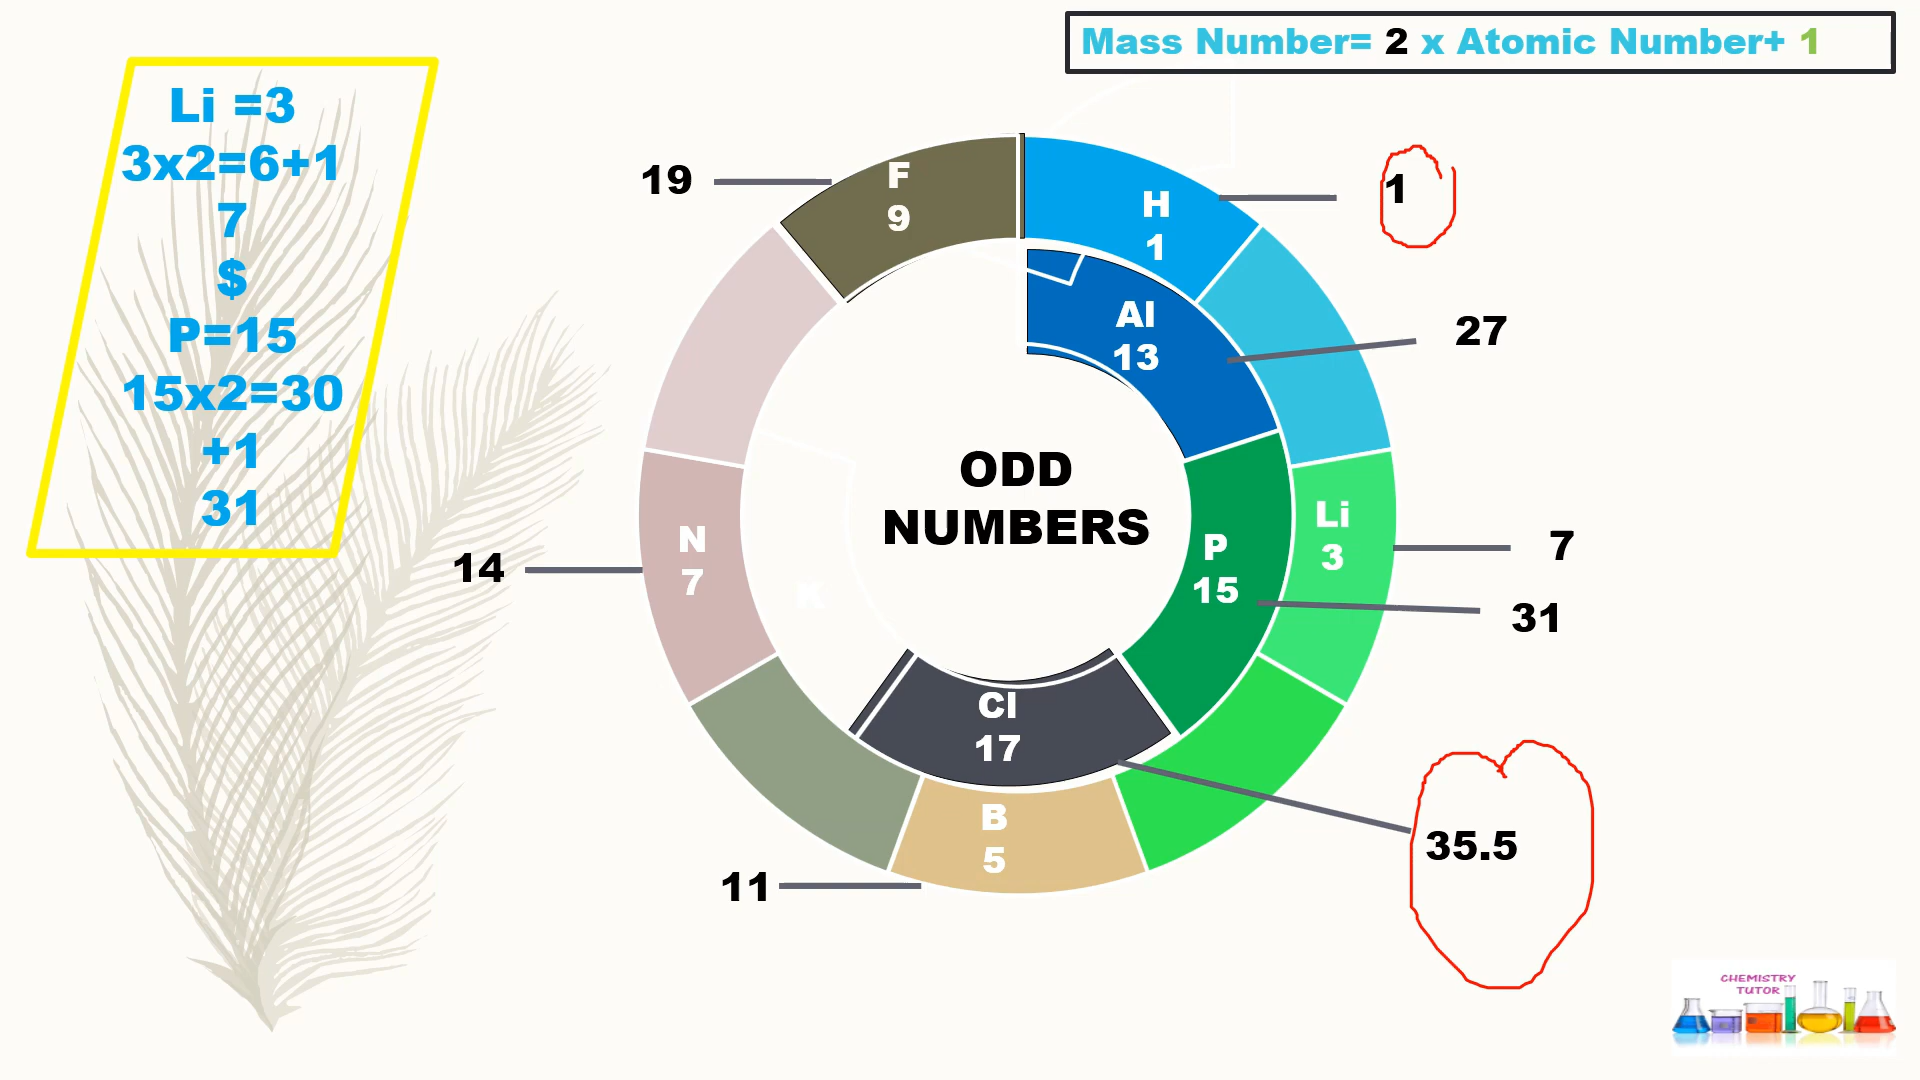 Mass Number= 2 x Atomic Number+ 1
Li =3
3x2=6+1
7
$
P=15
15x2=30
+1
31
19
F
9
H
1
1
Al
13
27
ODD
NUMBERS
Li
3
7
P
15
31
N
7
14
K
Cl
17
35.5
B
5
11
CHEMISTRY
TUTOR